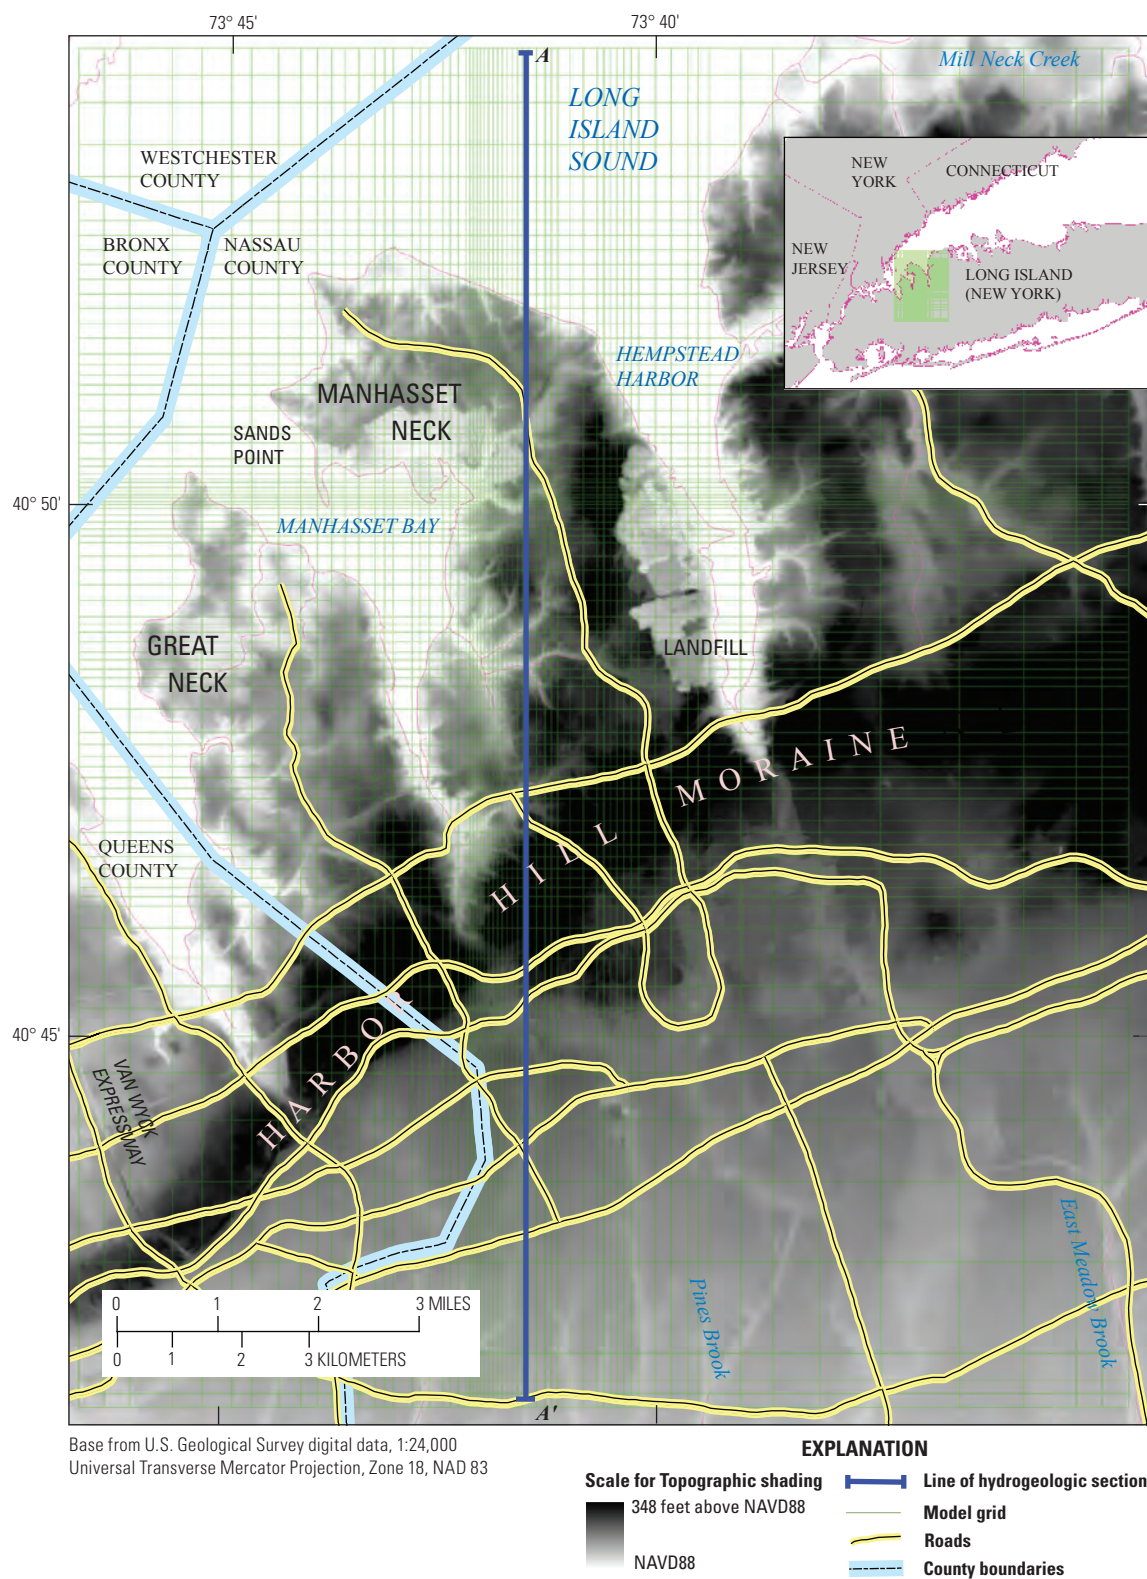 73° 45'
73° 40'
A
Mill Neck Creek
LONG
ISLAND
SOUND
WESTCHESTER
COUNTY
NEW
YORK
CONNECTICUT
BRONX
COUNTY
NASSAU
COUNTY
NEW
JERSEY
LONG ISLAND
(NEW YORK)
HEMPSTEAD
HARBOR
MANHASSET
NECK
SANDS
POINT
40° 50'
MANHASSET BAY
GREAT
NECK
LANDFILL
HARBOR HILL MORAINE
QUEENS
COUNTY
40° 45'
VAN WYCK
EXPRESSWAY
East Meadow Brook
Pines Brook
0 1 2 3 MILES
0 1 2 3 KILOMETERS
A'
Base from U.S. Geological Survey digital data, 1:24,000
Universal Transverse Mercator Projection, Zone 18, NAD 83
EXPLANATION
Scale for Topographic shading
348 feet above NAVD88
NAVD88
Line of hydrogeologic section
Model grid
Roads
County boundaries